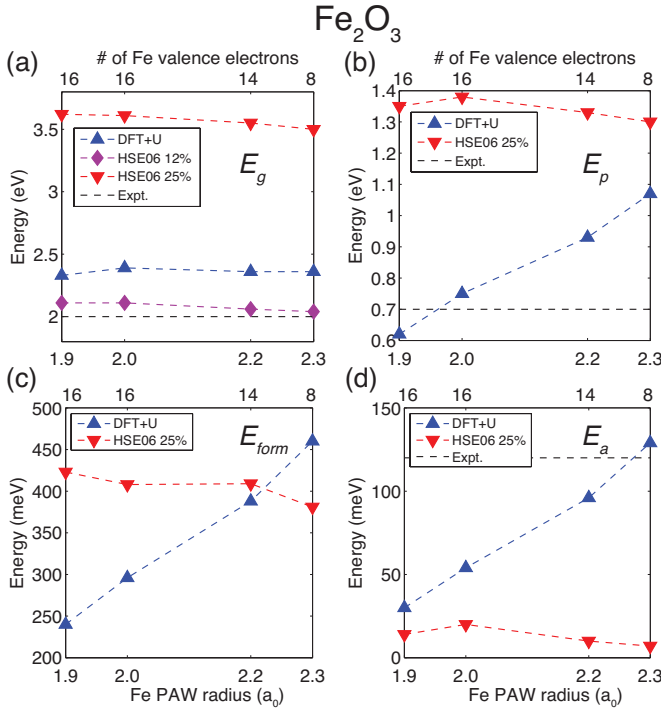 Fe2O3
(a)
# of Fe valence electrons
16 16 14 8
3.5
3
2.5
2
Energy (eV)
DFT+U
HSE06 12%
HSE06 25%
Expt.
Eg
1.9 2.0 2.2 2.3
(b)
# of Fe valence electrons
16 16 14 8
1.4
1.3
1.2
1.1
1
0.9
0.8
0.7
0.6
Energy (eV)
DFT+U
HSE06 25%
Expt.
Ep
1.9 2.0 2.2 2.3
(c)
16 16 14 8
500
450
400
350
300
250
200
Energy (meV)
DFT+U
HSE06 25%
Eform
1.9 2.0 2.2 2.3
Fe PAW radius (a0)
(d)
16 16 14 8
150
100
50
0
Energy (meV)
DFT+U
HSE06 25%
Expt.
Ea
1.9 2.0 2.2 2.3
Fe PAW radius (a0)